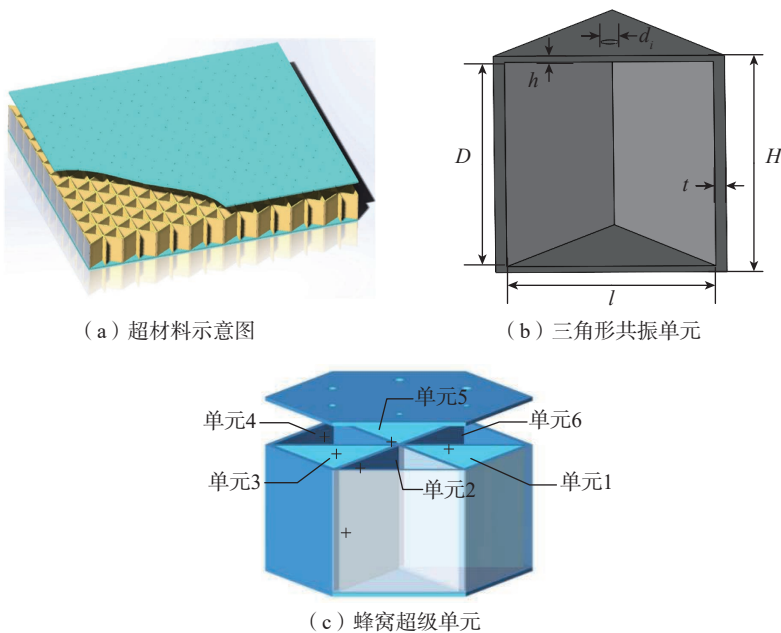 d_i
h
D
H
t
l
（a）超材料示意图
（b）三角形共振单元
单元5
单元4
单元6
单元3
单元2
单元1
（c）蜂窝超级单元